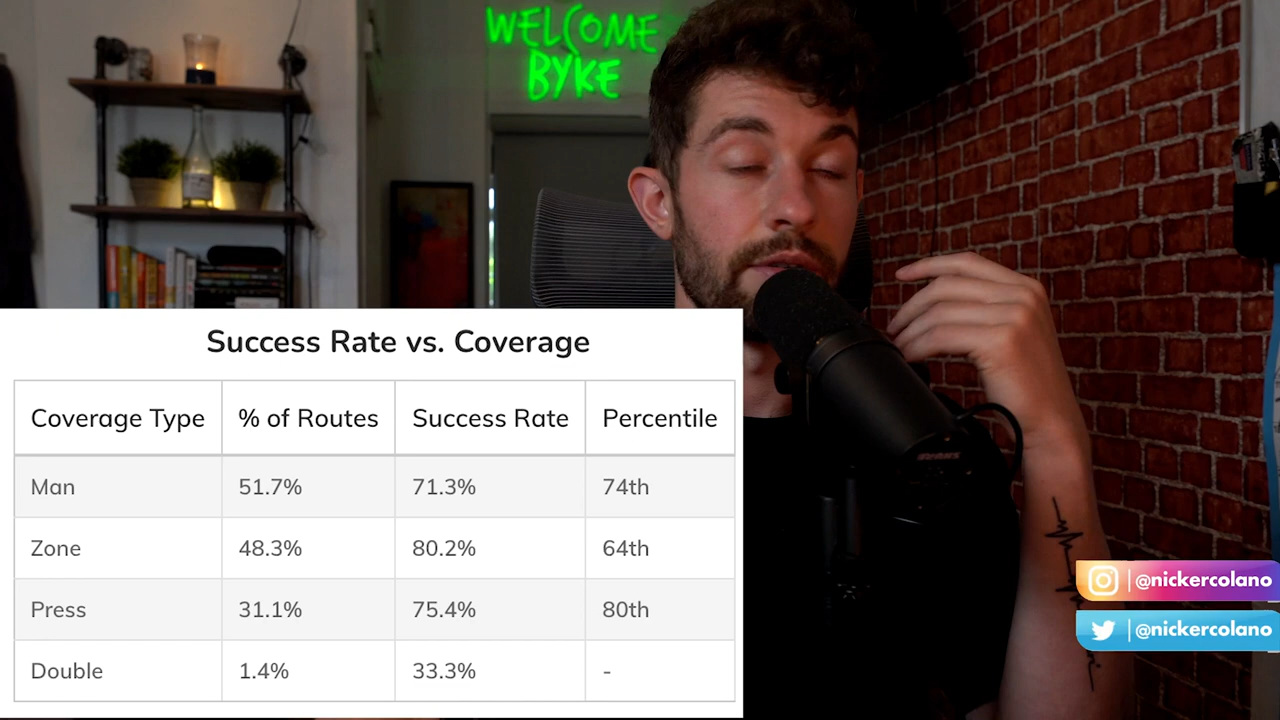 WELCOME
BYKE
Success Rate vs. Coverage
Coverage Type % of Routes Success Rate Percentile
Man 51.7% 71.3% 74th
Zone 48.3% 80.2% 64th
Press 31.1% 75.4% 80th
Double 1.4% 33.3% -
@nickercolano
@nickercolano